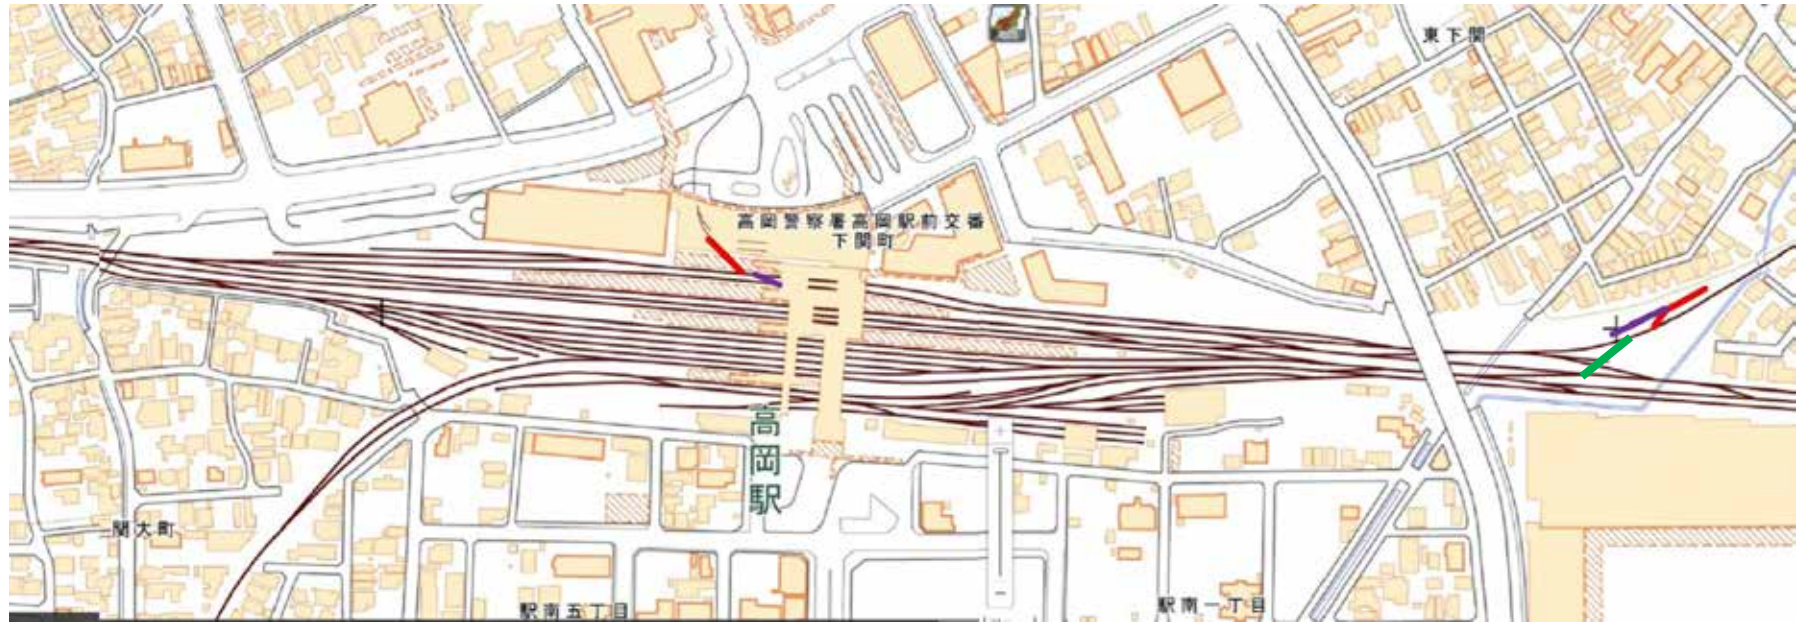 東下関
高岡警察署高岡駅前交番
下関町
高岡駅
関大町
駅南五丁目
駅南一丁目